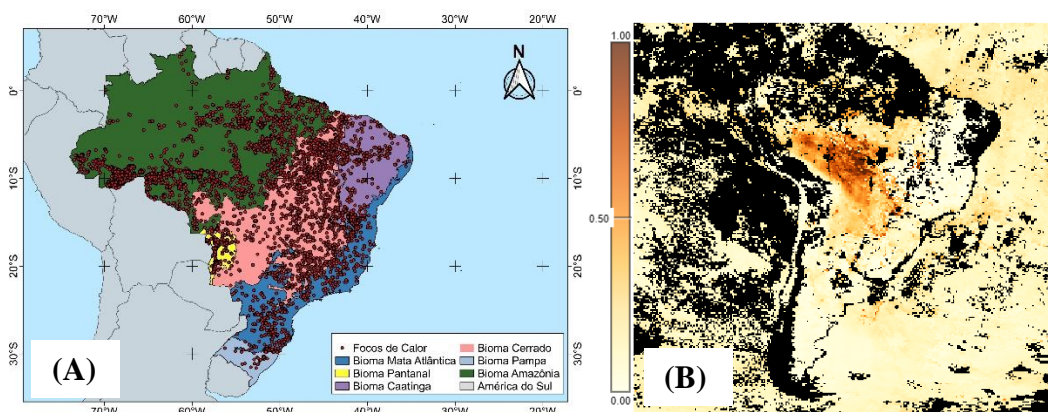 70°W 60°W 50°W 40°W 30°W 20°W
N
0°
0°
10°S
10°S
20°S
20°S
30°S
30°S
Focos de Calor
Bioma Cerrado
Bioma Mata Atlântica
Bioma Pampa
Bioma Pantanal
Bioma Amazônia
Bioma Caatinga
América do Sul
(A)
70°W 60°W 50°W 40°W 30°W 20°W
1.00
0.50
0.00
(B)